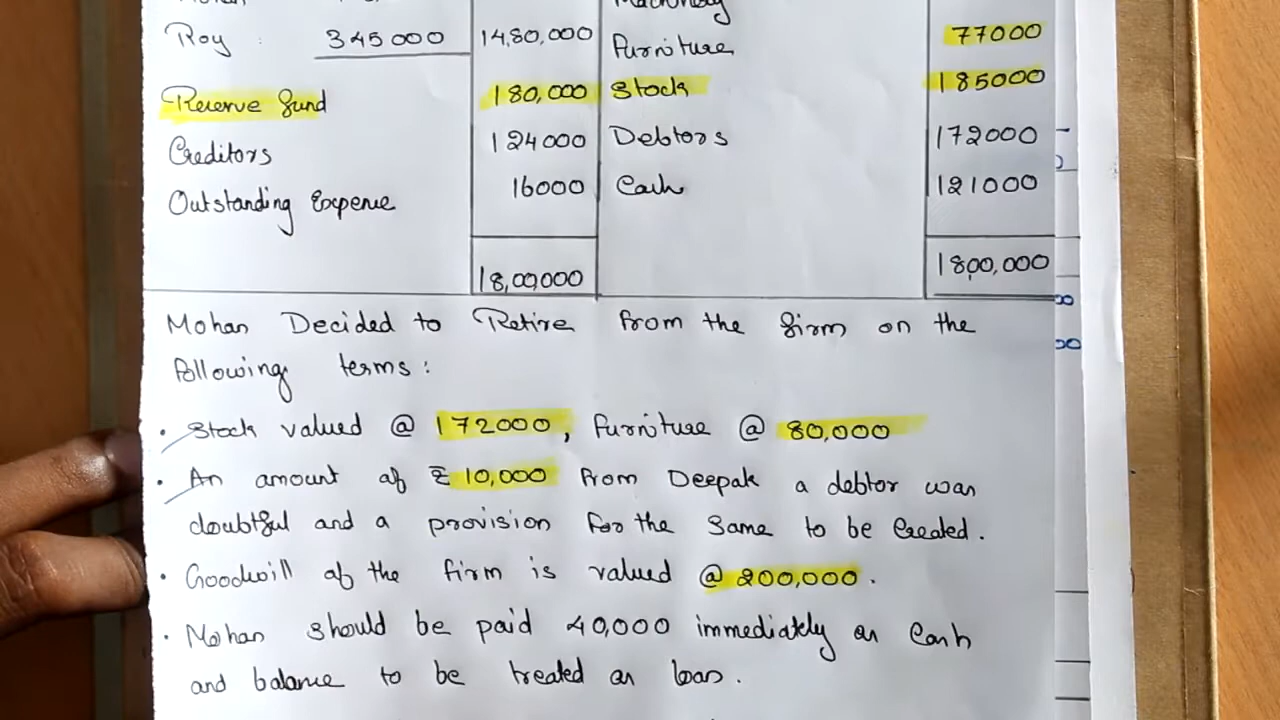 Roy : 345000 14,80,000 Furniture 77000
Reserve fund 180,000 Stock 185000
Creditors 124000 Debtors 172000
Outstanding Expense 16000 Cash 121000
18,00,000 1800,000
Mohan Decided to Retire from the firm on the
following terms :
• Stock valued @ 172000, furniture @ 80,000
• An amount of ₹ 10,000 from Deepak a debtor was
doubtful and a provision for the same to be Created.
• Goodwill of the firm is valued @ 200,000.
• Mohan should be paid 40,000 immediately as Cash
and balance to be treated as loan.